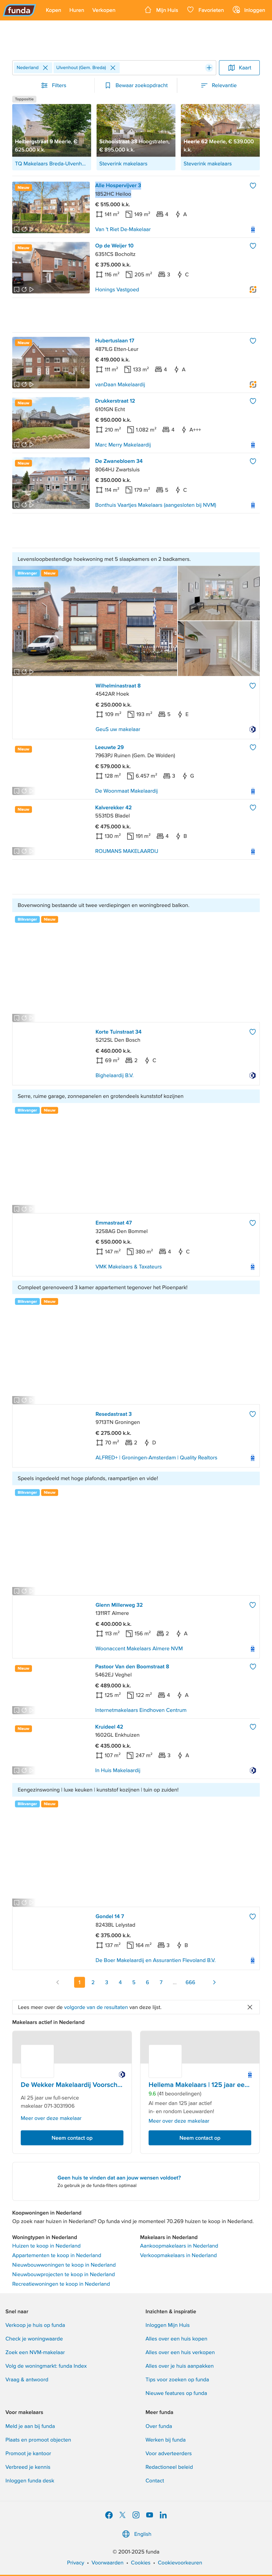 funda Kopen Huren Verkopen Mijn Huis Favorieten Inloggen
Nederland Ulvenhout (Gem. Breda) Kaart
Filters Bewaar zoekopdracht Relevantie
Toppositie
€ 625.000 k.k.
TQ Makelaars Breda-Ulvenh...
Schoolstraat
€ 895.000 k.k.
Steverink makelaars
Heerle 62 Meerle, € 539.000
k.k.
Steverink makelaars
Nieuw
Alle Hospervijver 3
1852HC Heiloo
€ 515.000 k.k.
141 m² 149 m² 4 A
Van 't Riet De-Makelaar
Nieuw
Op de Weijer 10
6351CS Bocholtz
€ 375.000 k.k.
116 m² 205 m² 3 C
Honings Vastgoed
Nieuw
Hubertuslaan 17
4871LG Etten-Leur
€ 419.000 k.k.
111 m² 133 m² 4 A
vanDaan Makelaardij
Nieuw
Drukkerstraat 12
6101GN Echt
€ 950.000 k.k.
210 m² 1.082 m² 4 A+++
Marc Merry Makelaardij
Nieuw
De Zwanebloem 34
8064HJ Zwartsluis
€ 350.000 k.k.
114 m² 179 m² 5 C
Bonthuis Vaartjes Makelaars (aangesloten bij NVM)
Levensloopbestendige hoekwoning met 5 slaapkamers en 2 badkamers.
Blikvanger Nieuw
Wilhelminastraat 8
4542AR Hoek
€ 250.000 k.k.
109 m² 193 m² 5 E
GeuS uw makelaar
Nieuw
Leeuwte 29
7963PJ Ruinen (Gem. De Wolden)
€ 579.000 k.k.
128 m² 6.457 m² 3 G
De Woonmaat Makelaardij
Nieuw
Kalverekker 42
5531DS Bladel
€ 475.000 k.k.
130 m² 191 m² 4 B
ROIJMANS MAKELAARDIJ
Bovenwoning bestaande uit twee verdiepingen en woningbreed balkon.
Blikvanger Nieuw
Korte Tuinstraat 34
5212SL Den Bosch
€ 460.000 k.k.
69 m² 2 C
Bighelaardij B.V.
Serre, ruime garage, zonnepanelen en grotendeels kunststof kozijnen
Blikvanger Nieuw
Emmastraat 47
3258AG Den Bommel
€ 550.000 k.k.
147 m² 380 m² 4 C
VMK Makelaars & Taxateurs
Compleet gerenoveerd 3 kamer appartement tegenover het Pioenpark!
Blikvanger Nieuw
Resedastraat 3
9713TN Groningen
€ 275.000 k.k.
70 m² 2 D
ALFRED+ | Groningen-Amsterdam | Quality Realtors
Speels ingedeeld met hoge plafonds, raampartijen en vide!
Blikvanger Nieuw
Glenn Millerweg 32
1311RT Almere
€ 400.000 k.k.
113 m² 156 m² 2 A
Woonaccent Makelaars Almere NVM
Nieuw
Pastoor Van den Boomstraat 8
5462EJ Veghel
€ 489.000 k.k.
125 m² 122 m² 4 A
Internetmakelaars Eindhoven Centrum
Nieuw
Kruideel 42
1602GL Enkhuizen
€ 435.000 k.k.
107 m² 247 m² 3 A
In Huis Makelaardij
Eengezinswoning | luxe keuken | kunststof kozijnen | tuin op zuiden!
Blikvanger Nieuw
Gondel 14 7
8243BL Lelystad
€ 375.000 k.k.
137 m² 164 m² 3 B
De Boer Makelaardij en Assurantien Flevoland B.V.
1 2 3 4 5 6 7 ... 666
Lees meer over de volgorde van de resultaten van deze lijst.
Makelaars actief in Nederland
De Wekker Makelaardij Voorsch...
Al 25 jaar uw full-service
makelaar 071-3031906
Meer over deze makelaar
Neem contact op
Hellema Makelaars | 125 jaar ee...
9.6 (41 beoordelingen)
Al meer dan 125 jaar actief
in- en rondom Leeuwarden!
Meer over deze makelaar
Neem contact op
Geen huis te vinden dat aan jouw wensen voldoet?
Zo gebruik je de funda-filters optimaal
Koopwoningen in Nederland
Op zoek naar huizen in Nederland? Op funda vind je momenteel 70.269 huizen te koop in Nederland.
Woningtypen in Nederland
Huizen te koop in Nederland
Appartementen te koop in Nederland
Nieuwbouwwoningen te koop in Nederland
Nieuwbouwprojecten te koop in Nederland
Recreatiewoningen te koop in Nederland
Makelaars in Nederland
Aankoopmakelaars in Nederland
Verkoopmakelaars in Nederland
Snel naar
Verkoop je huis op funda
Check je woningwaarde
Zoek een NVM-makelaar
Volg de woningmarkt: funda Index
Vraag & antwoord
Inzichten & inspiratie
Inloggen Mijn Huis
Alles over een huis kopen
Alles over een huis verkopen
Alles over je huis aanpakken
Tips voor zoeken op funda
Nieuwe features op funda
Voor makelaars
Meld je aan bij funda
Plaats en promoot objecten
Promoot je kantoor
Verbreed je kennis
Inloggen funda desk
Meer funda
Over funda
Werken bij funda
Voor adverteerders
Redactioneel beleid
Contact
English
© 2001-2025 funda
Privacy • Voorwaarden • Cookies • Cookievoorkeuren